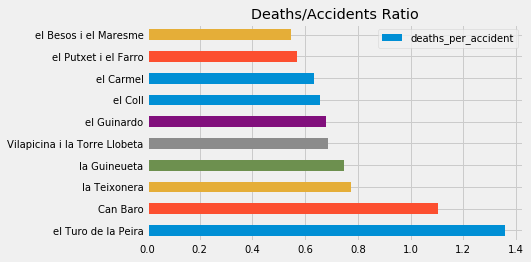 Deaths/Accidents Ratio
deaths_per_accident
el Besos i el Maresme
el Putxet i el Farro
el Carmel
el Coll
el Guinardo
Vilapicina i la Torre Llobeta
la Guineueta
la Teixonera
Can Baro
el Turo de la Peira
0.0 0.2 0.4 0.6 0.8 1.0 1.2 1.4